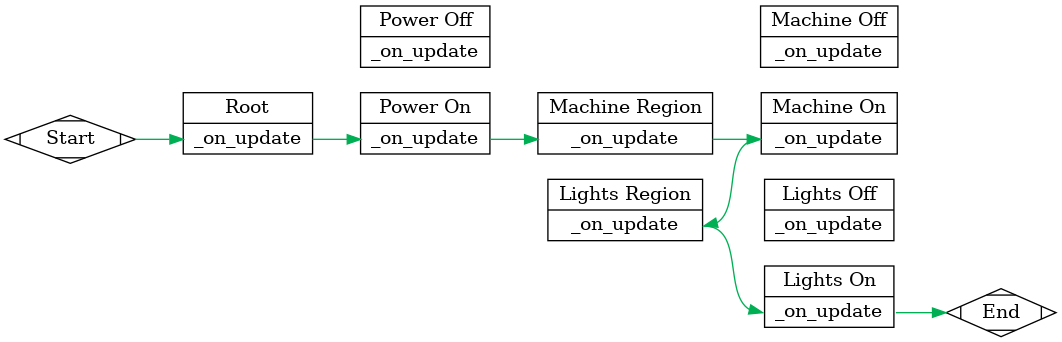 Power Off
_on_update
Machine Off
_on_update
Start
Root
_on_update
Power On
_on_update
Machine Region
_on_update
Machine On
_on_update
Lights Region
_on_update
Lights Off
_on_update
Lights On
_on_update
End